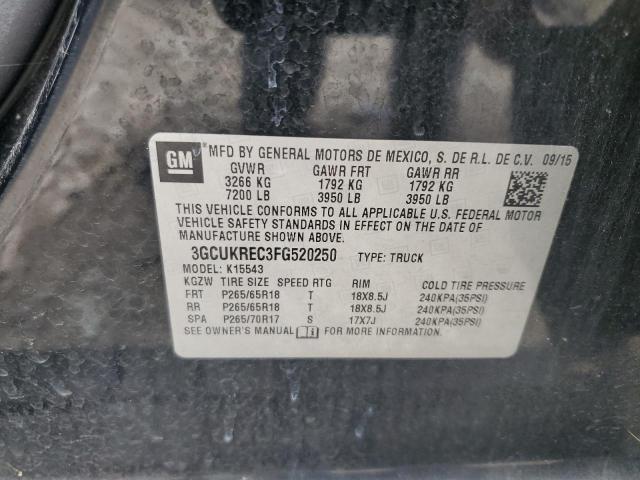 GM MFD BY GENERAL MOTORS DE MEXICO, S. DE R.L. DE C.V. 09/15
GVWR GAWR FRT GAWR RR
3266 KG 1792 KG 1792 KG
7200 LB 3950 LB 3950 LB
THIS VEHICLE CONFORMS TO ALL APPLICABLE U.S. FEDERAL MOTOR
VEHICLE SAFETY STANDARDS IN EFFECT ON THE DATE OF
MANUFACTURE SHOWN ABOVE.
3GCUKREC3FG520250 TYPE: TRUCK
MODEL: K15543
KGZW TIRE SIZE SPEED RTG RIM COLD TIRE PRESSURE
FRT P265/65R18 T 18X8.5J 240KPA(35PSI)
RR P265/65R18 T 18X8.5J 240KPA(35PSI)
SPA P265/70R17 S 17X7J 240KPA(35PSI)
SEE OWNER'S MANUAL FOR MORE INFORMATION.